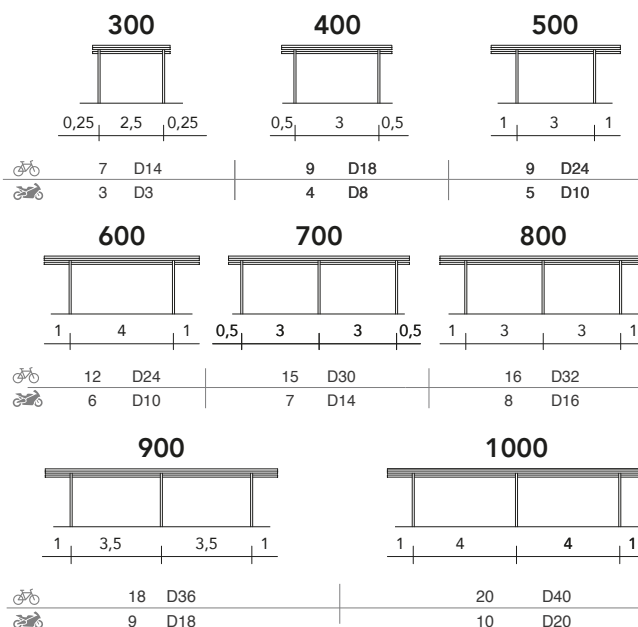 300 400 500
0,25 2,5 0,25 0,5 3 0,5 1 3 1
7 D14 9 D18 9 D24
3 D3 4 D8 5 D10
600 700 800
1 4 1 0,5 3 3 0,5 1 3 3 1
12 D24 15 D30 16 D32
6 D10 7 D14 8 D16
900 1000
1 3,5 3,5 1 1 4 4 1
18 D36 20 D40
9 D18 10 D20